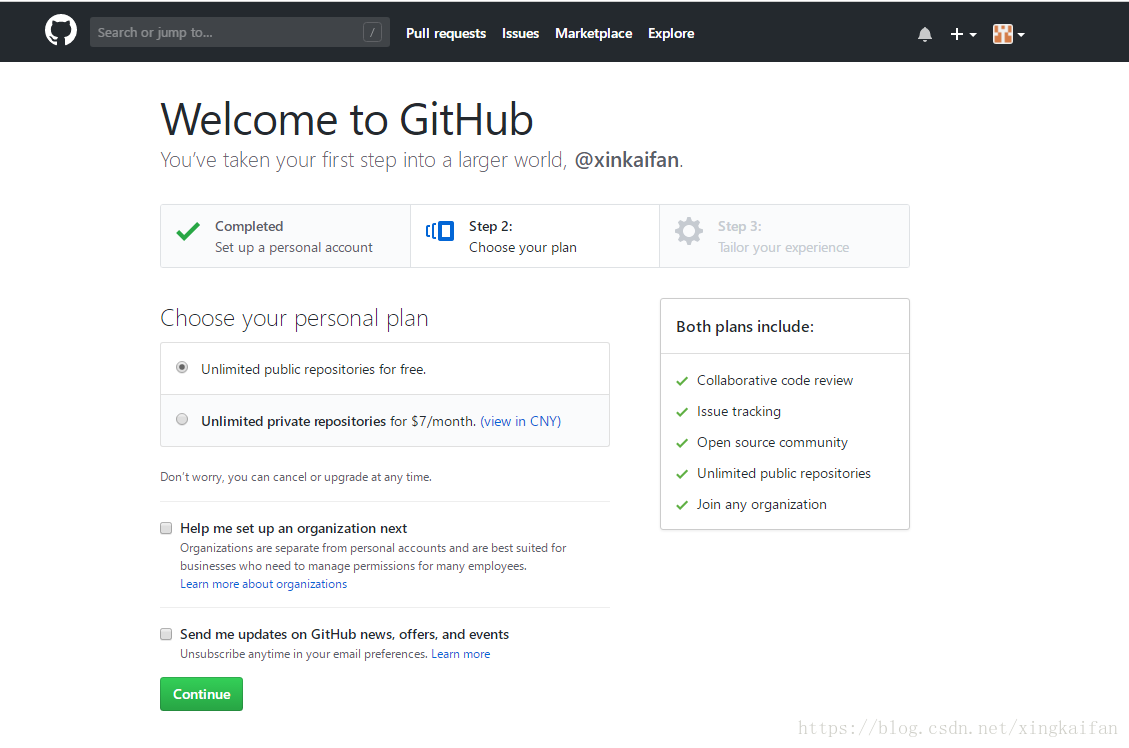 Search or jump to... / Pull requests Issues Marketplace Explore
Welcome to GitHub
You've taken your first step into a larger world, @xinkaifan.
Completed
Set up a personal account
Step 2:
Choose your plan
Step 3:
Tailor your experience
Choose your personal plan
Unlimited public repositories for free.
Unlimited private repositories for $7/month. (view in CNY)
Don't worry, you can cancel or upgrade at any time.
Help me set up an organization next
Organizations are separate from personal accounts and are best suited for
businesses who need to manage permissions for many employees.
Learn more about organizations
Send me updates on GitHub news, offers, and events
Unsubscribe anytime in your email preferences. Learn more
Continue
Both plans include:
Collaborative code review
Issue tracking
Open source community
Unlimited public repositories
Join any organization
https://blog.csdn.net/xingkaifan